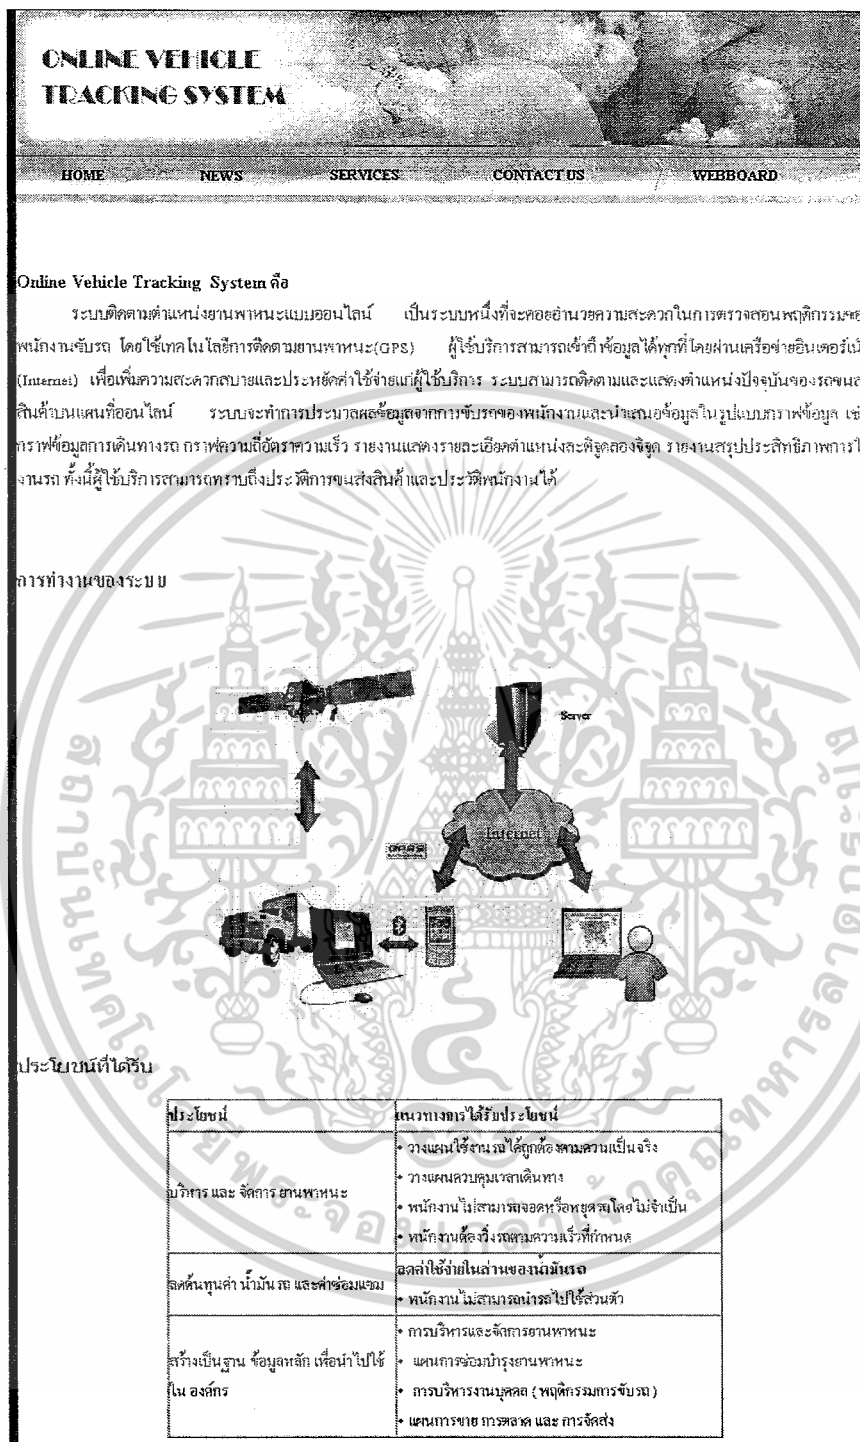 ONLINE VEHICLE
TRACKING SYSTEM
HOME NEWS SERVICES CONTACT US WEBBOARD
Online Vehicle Tracking System คือ
ระบบติดตามตำแหน่งยานพาหนะแบบออนไลน์ เป็นระบบหนึ่งที่จะคอยอำนวยความสะดวกในการตรวจสอบพฤติกรรมขอ
พนักงานขับรถ โดยใช้เทคโนโลยีการติดตามยานพาหนะ(GPS) ผู้ใช้บริการสามารถเข้าถึงข้อมูลได้ทุกที่โดยผ่านเครือข่ายอินเตอร์เน็
(Internet) เพื่อเพิ่มความสะดวกสบายและประหยัดค่าใช้จ่ายแก่ผู้ใช้บริการ ระบบสามารถติดตามและแสดงตำแหน่งปัจจุบันของรถขนส
สินค้าบนแผนที่ออนไลน์ ระบบจะทำการประมวลผลข้อมูลจากการขับรถของพนักงานและนำเสนอข้อมูลในรูปแบบกราฟข้อมูล เช่
กราฟข้อมูลการเดินทางรถ กราฟความถี่อัตราความเร็ว รายงานแสดงรายละเอียดตำแหน่งละติจูดลองจิจูด รายงานสรุปประสิทธิภาพการใ
งานรถ ทั้งนี้ผู้ใช้บริการสามารถทราบถึงประวัติการขนส่งสินค้าและประวัติพนักงานได้
การทำงานของระบบ
Server
Internet
GPRS
ประโยชน์ที่ได้รับ
ประโยชน์ แนวทางการได้รับประโยชน์
บริหาร และ จัดการ ยานพาหนะ
• วางแผนใช้งานรถได้ถูกต้องตามความเป็นจริง
• วางแผนควบคุมเวลาเดินทาง
• พนักงานไม่สามารถจอดหรือหยุดรถโดยไม่จำเป็น
• พนักงานต้องวิ่งรถตามความเร็วที่กำหนด
ลดต้นทุนค่า น้ำมัน รถ และค่าซ่อมแซม
ลดค่าใช้จ่ายในส่วนของน้ำมันรถ
• พนักงานไม่สามารถนำรถไปใช้ส่วนตัว
สร้างเป็นฐาน ข้อมูลหลัก เพื่อนำไปใช้
ใน องค์กร
• การบริหารและจัดการยานพาหนะ
• แผนการซ่อมบำรุงยานพาหนะ
• การบริหารงานบุคคล ( พฤติกรรมการขับรถ )
• แผนการขาย การตลาด และ การจัดส่ง
สถาบันเทคโนโลยีพระจอมเกล้าเจ้าคุณทหารลาดกระบัง